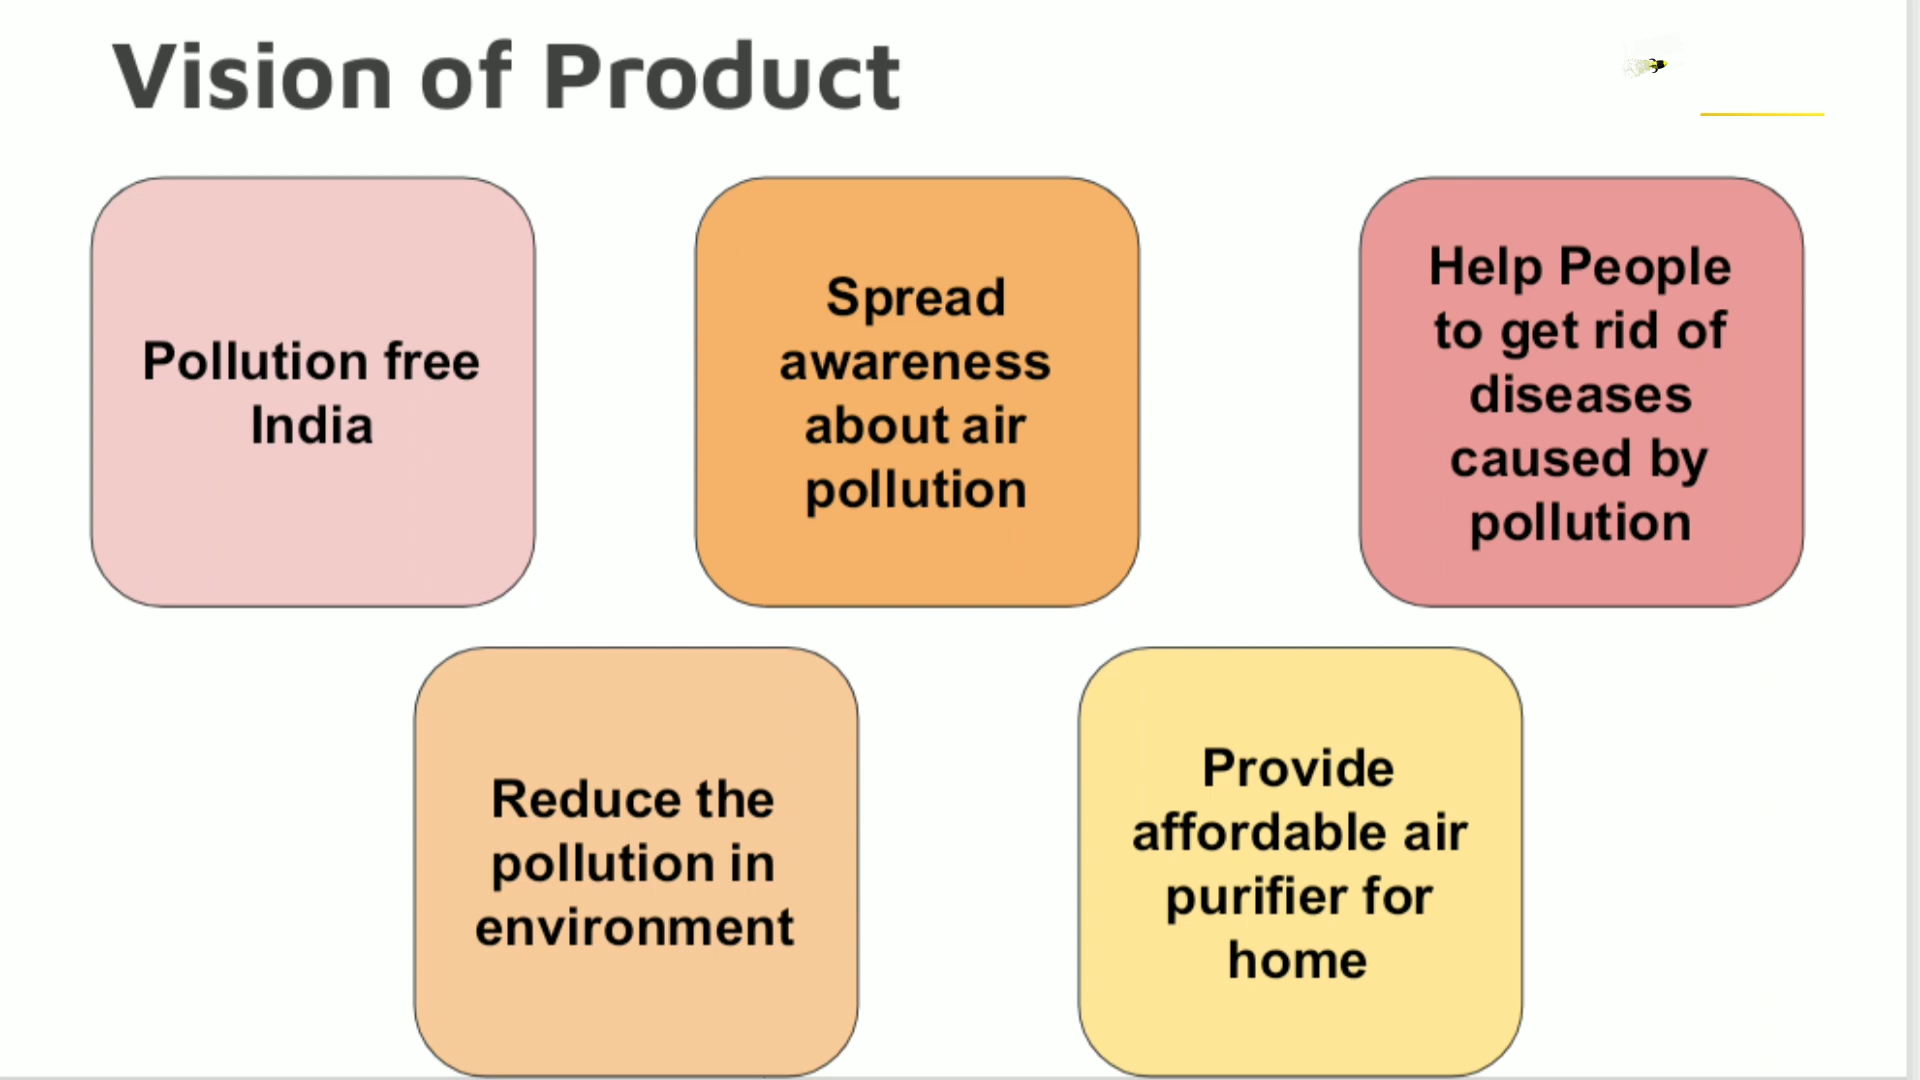 Vision of Product
Pollution free
India
Spread
awareness
about air
pollution
Help People
to get rid of
diseases
caused by
pollution
Reduce the
pollution in
environment
Provide
affordable air
purifier for
home